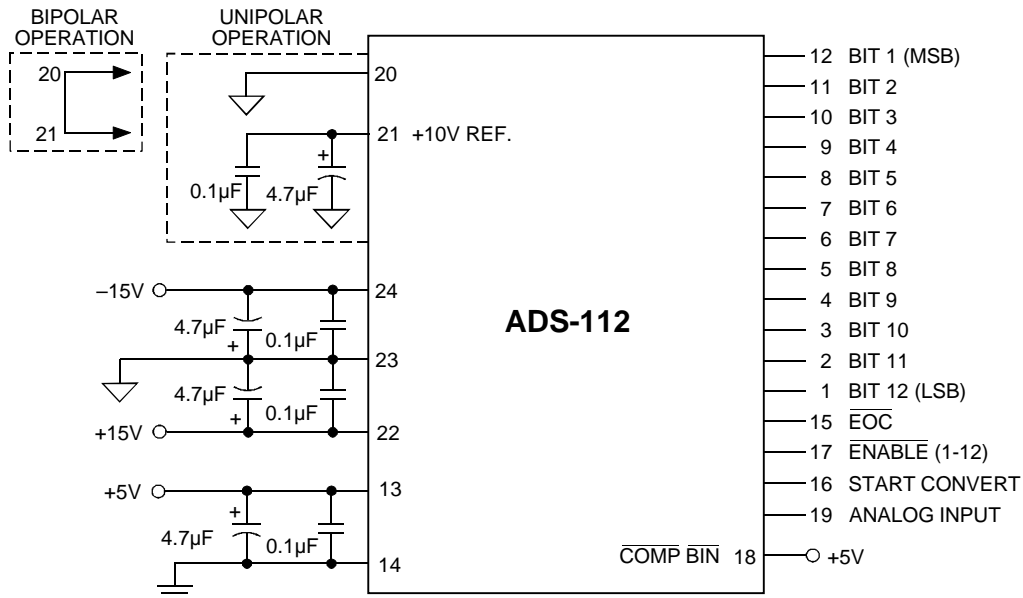 BIPOLAR
OPERATION
20
21
UNIPOLAR
OPERATION
20
21 +10V REF.
0.1µF
4.7µF
–15V
24
4.7µF
0.1µF
+
23
4.7µF
0.1µF
+
+15V
22
+5V
13
+
4.7µF
0.1µF
14
+
ADS-112
12 BIT 1 (MSB)
11 BIT 2
10 BIT 3
9 BIT 4
8 BIT 5
7 BIT 6
6 BIT 7
5 BIT 8
4 BIT 9
3 BIT 10
2 BIT 11
1 BIT 12 (LSB)
15 E̅O̅C̅
17 E̅N̅A̅B̅L̅E̅ (1-12)
16 START CONVERT
19 ANALOG INPUT
C̅O̅M̅P̅ B̅I̅N̅ 18 +5V